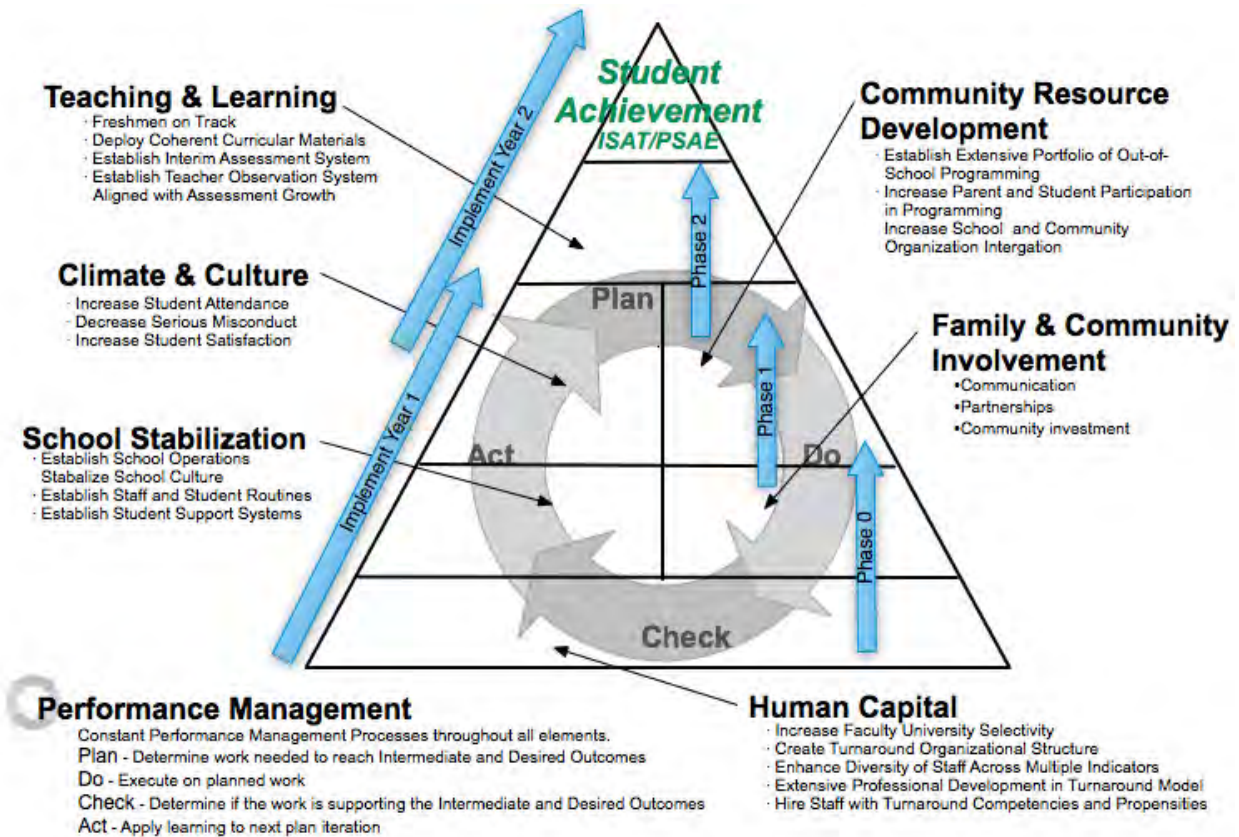 Student
Achievement
ISAT/PSAE
Teaching & Learning
· Freshmen on Track
· Deploy Coherent Curricular Materials
· Establish Interim Assessment System
· Establish Teacher Observation System
Aligned with Assessment Growth
Climate & Culture
· Increase Student Attendance
· Decrease Serious Misconduct
· Increase Student Satisfaction
School Stabilization
· Establish School Operations
Stabalize School Culture
· Establish Staff and Student Routines
· Establish Student Support Systems
Implement Year 2
Implement Year 1
Plan
Do
Check
Act
Phase 2
Phase 1
Phase 0
Community Resource
Development
· Establish Extensive Portfolio of Out-of-
School Programming
· Increase Parent and Student Participation
in Programming
Increase School and Community
Organization Intergation
Family & Community
Involvement
•Communication
•Partnerships
•Community investment
Performance Management
Constant Performance Management Processes throughout all elements.
Plan - Determine work needed to reach Intermediate and Desired Outcomes
Do - Execute on planned work
Check - Determine if the work is supporting the Intermediate and Desired Outcomes
Act - Apply learning to next plan iteration
Human Capital
· Increase Faculty University Selectivity
· Create Turnaround Organizational Structure
· Enhance Diversity of Staff Across Multiple Indicators
· Extensive Professional Development in Turnaround Model
· Hire Staff with Turnaround Competencies and Propensities